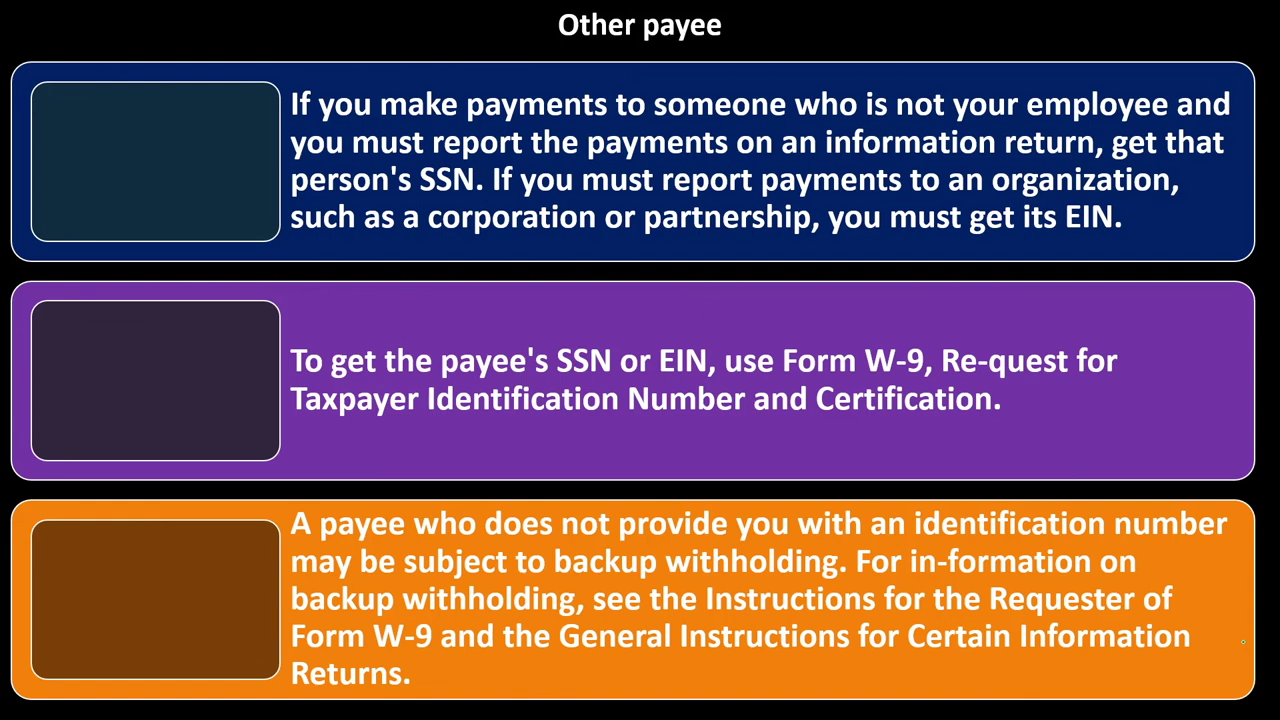 Other payee
If you make payments to someone who is not your employee and
you must report the payments on an information return, get that
person's SSN. If you must report payments to an organization,
such as a corporation or partnership, you must get its EIN.
To get the payee's SSN or EIN, use Form W-9, Re-quest for
Taxpayer Identification Number and Certification.
A payee who does not provide you with an identification number
may be subject to backup withholding. For in-formation on
backup withholding, see the Instructions for the Requester of
Form W-9 and the General Instructions for Certain Information
Returns.